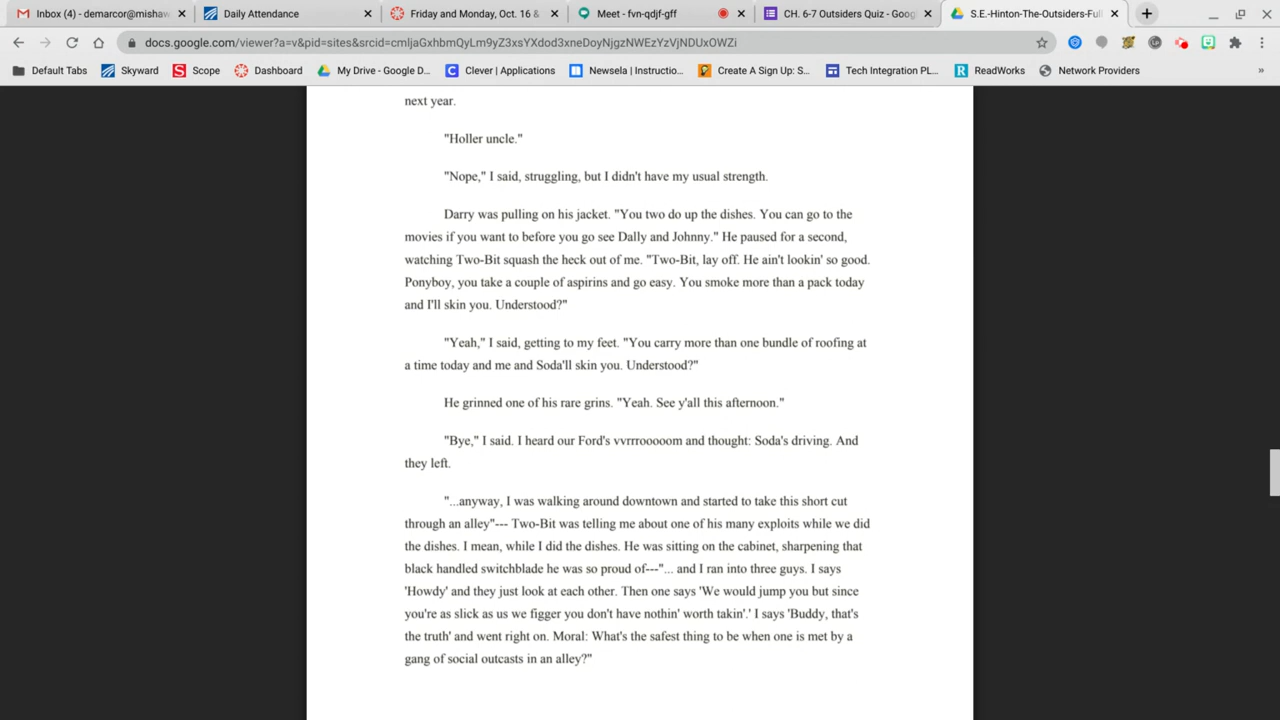 Inbox (4) - demarcor@mishaw
Daily Attendance
Friday and Monday, Oct. 16 &
Meet - fvn-qdjf-gff
CH. 6-7 Outsiders Quiz - Goog
S.E.-Hinton-The-Outsiders-Full
docs.google.com/viewer?a=v&pid=sites&srcid=cmljaGxhbmQyLm9yZ3xsYXdod3xneDoyNjgzNWEzYzVjNDUxOWZi
Default Tabs
Skyward
Scope
Dashboard
My Drive - Google D...
Clever | Applications
Newsela | Instructio...
Create A Sign Up: S...
Tech Integration PL...
ReadWorks
Network Providers
»
next year.
"Holler uncle."
"Nope," I said, struggling, but I didn't have my usual strength.
Darry was pulling on his jacket. "You two do up the dishes. You can go to the
movies if you want to before you go see Dally and Johnny." He paused for a second,
watching Two-Bit squash the heck out of me. "Two-Bit, lay off. He ain't lookin' so good.
Ponyboy, you take a couple of aspirins and go easy. You smoke more than a pack today
and I'll skin you. Understood?"
"Yeah," I said, getting to my feet. "You carry more than one bundle of roofing at
a time today and me and Soda'll skin you. Understood?"
He grinned one of his rare grins. "Yeah. See y'all this afternoon."
"Bye," I said. I heard our Ford's vvrrrooooom and thought: Soda's driving. And
they left.
"...anyway, I was walking around downtown and started to take this short cut
through an alley"--- Two-Bit was telling me about one of his many exploits while we did
the dishes. I mean, while I did the dishes. He was sitting on the cabinet, sharpening that
black handled switchblade he was so proud of---"... and I ran into three guys. I says
'Howdy' and they just look at each other. Then one says 'We would jump you but since
you're as slick as us we figger you don't have nothin' worth takin'.' I says 'Buddy, that's
the truth' and went right on. Moral: What's the safest thing to be when one is met by a
gang of social outcasts in an alley?"